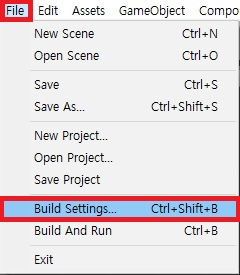 File Edit Assets GameObject Compo
New Scene Ctrl+N
Open Scene Ctrl+O
Save Ctrl+S
Save As... Ctrl+Shift+S
New Project...
Open Project...
Save Project
Build Settings... Ctrl+Shift+B
Build And Run Ctrl+B
Exit